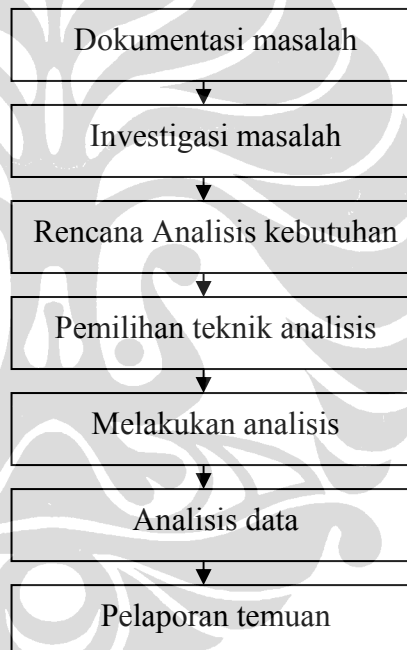 Dokumentasi masalah
Investigasi masalah
Rencana Analisis kebutuhan
Pemilihan teknik analisis
Melakukan analisis
Analisis data
Pelaporan temuan